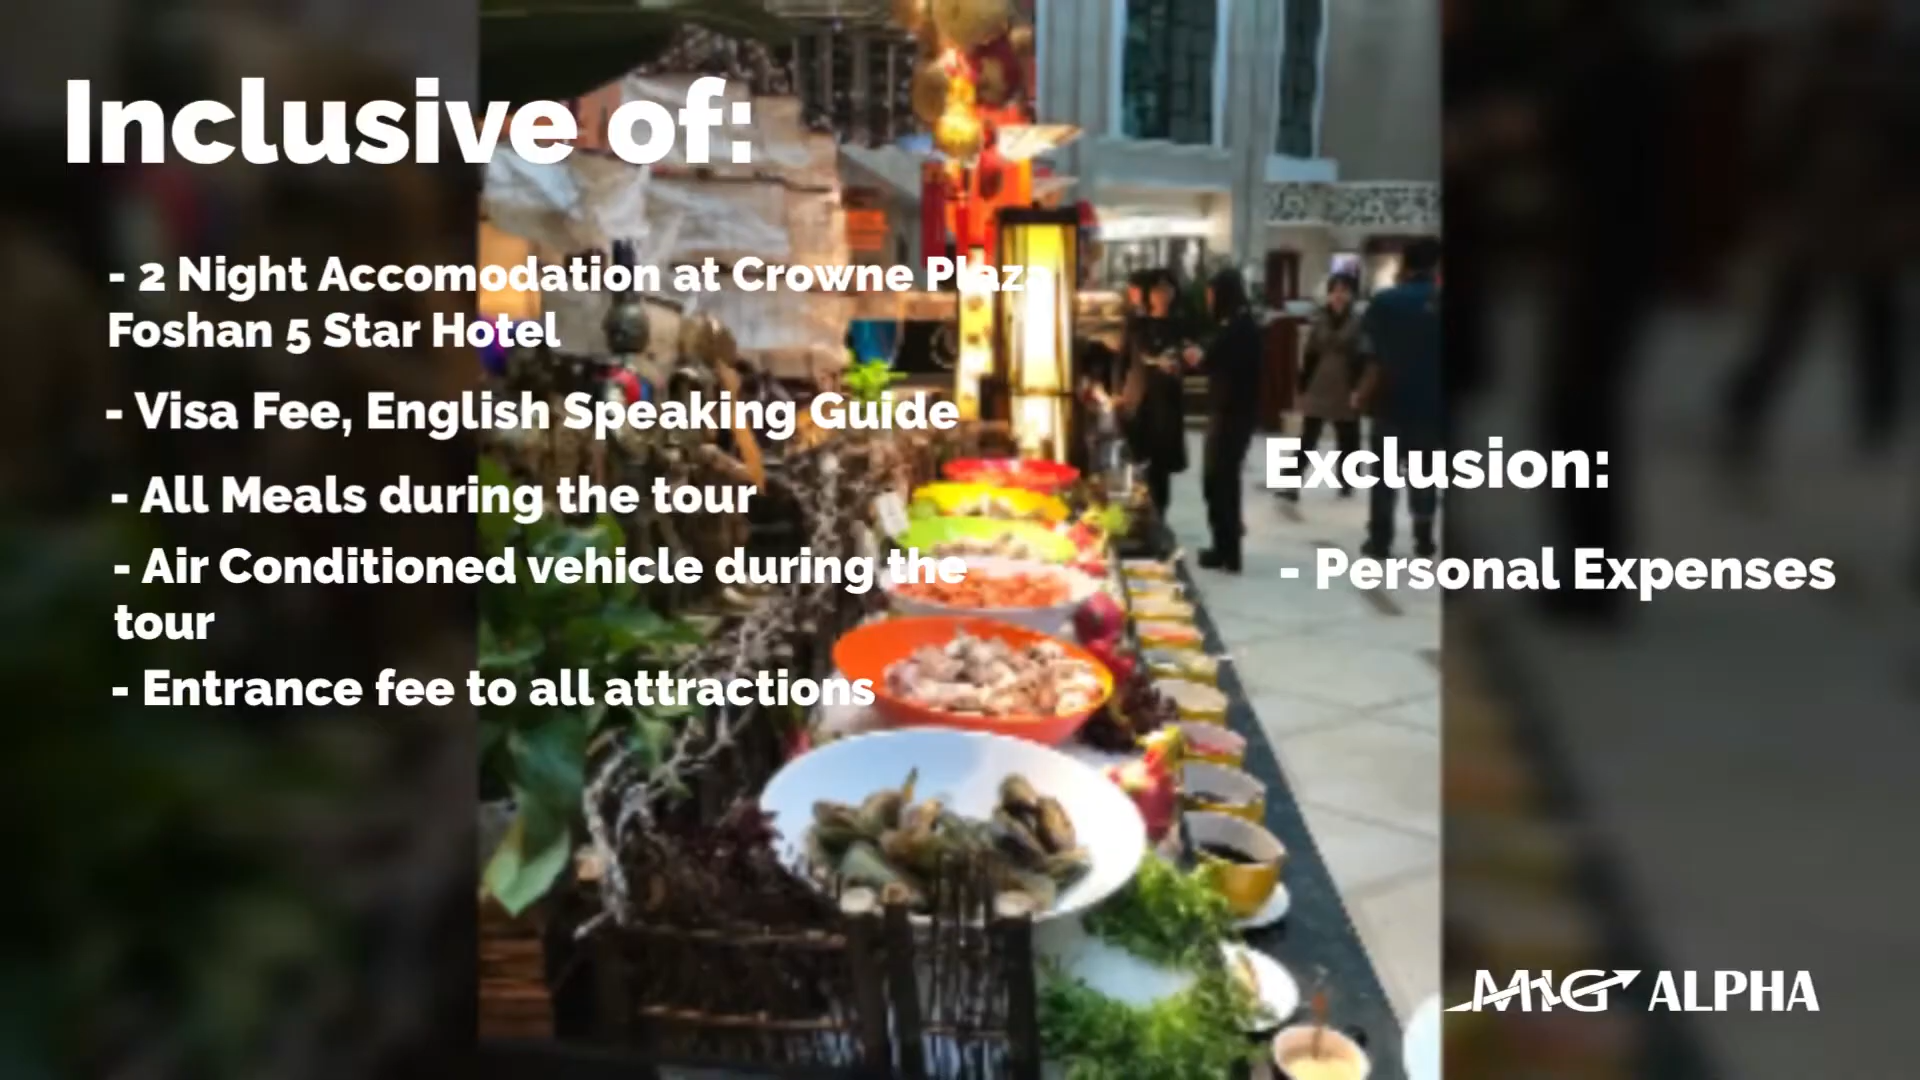 Inclusive of:
- 2 Night Accomodation at Crowne Plaza
Foshan 5 Star Hotel
- Visa Fee, English Speaking Guide
- All Meals during the tour
- Air Conditioned vehicle during the
tour
- Entrance fee to all attractions
Exclusion:
- Personal Expenses
MIG ALPHA